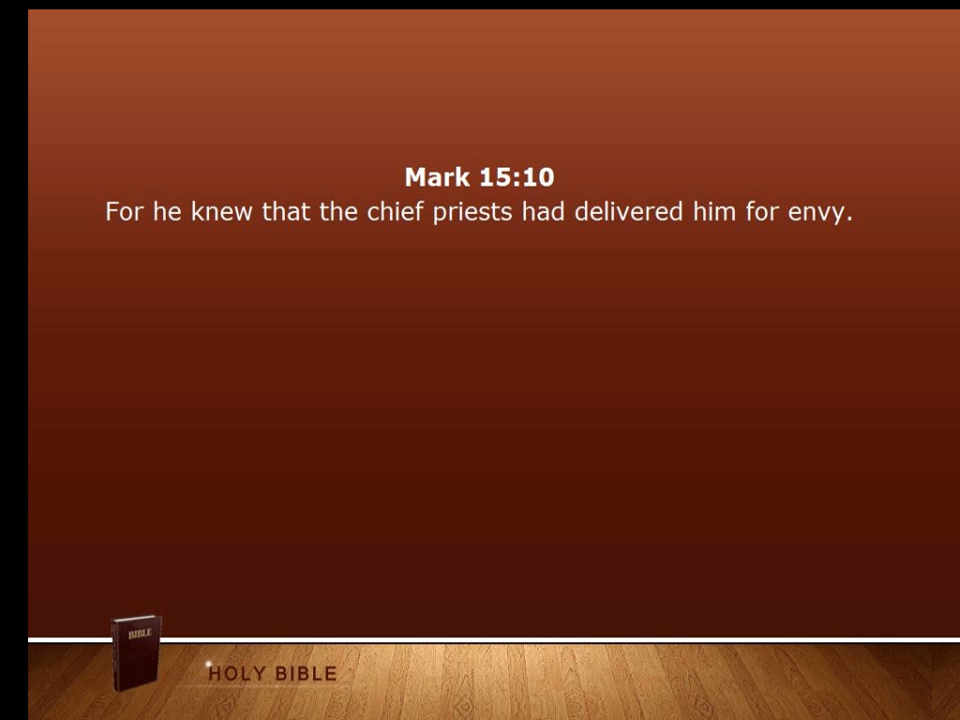 Mark 15:10
For he knew that the chief priests had delivered him for envy.
BIBLE
HOLY BIBLE